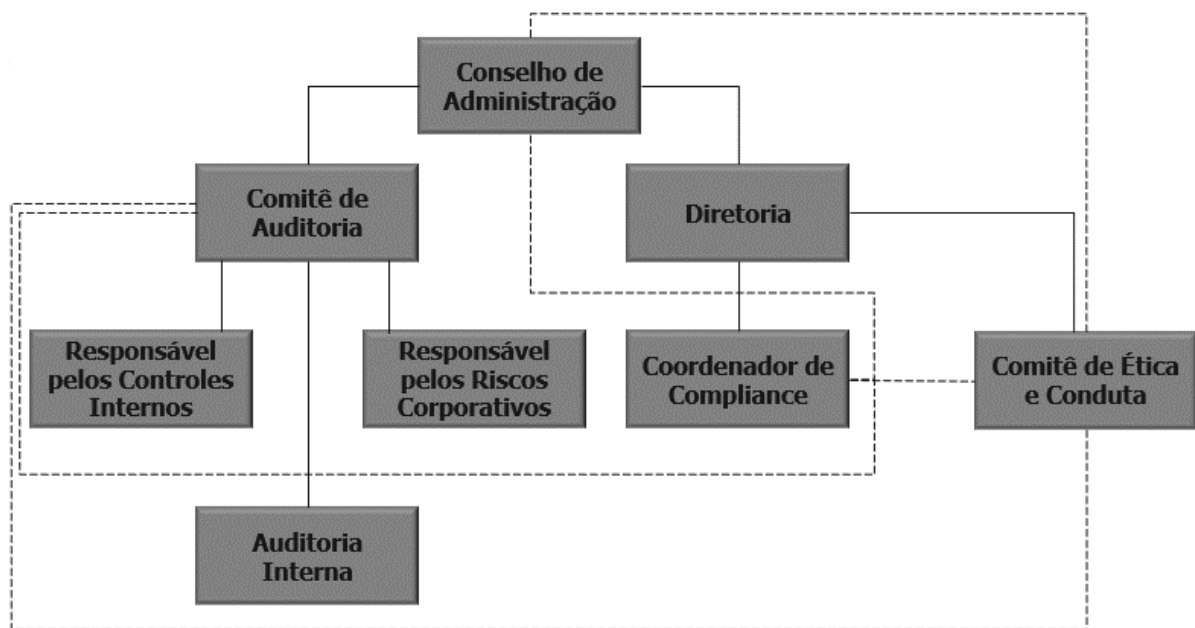 Conselho de
Administração
Comitê de
Auditoria
Diretoria
Responsável
pelos Controles
Internos
Responsável
pelos Riscos
Corporativos
Coordenador de
Compliance
Comitê de Ética
e Conduta
Auditoria
Interna